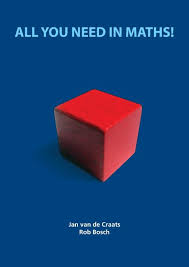 ALL YOU NEED IN MATHS!
Jan van de Craats
Rob Bosch